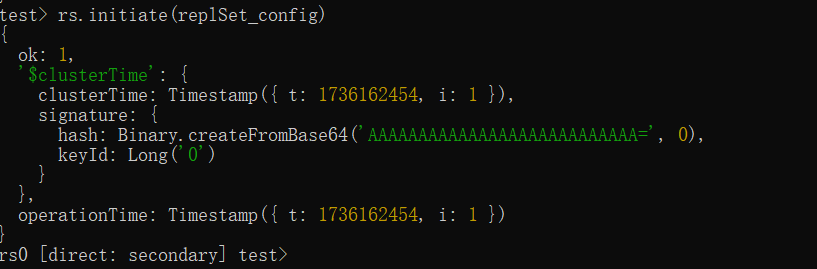 test> rs.initiate(replSet_config)
{
  ok: 1,
  '$clusterTime': {
    clusterTime: Timestamp({ t: 1736162454, i: 1 }),
    signature: {
      hash: Binary.createFromBase64('AAAAAAAAAAAAAAAAAAAAAAAAAAA=', 0),
      keyId: Long('0')
    }
  },
  operationTime: Timestamp({ t: 1736162454, i: 1 })
}
rs0 [direct: secondary] test>